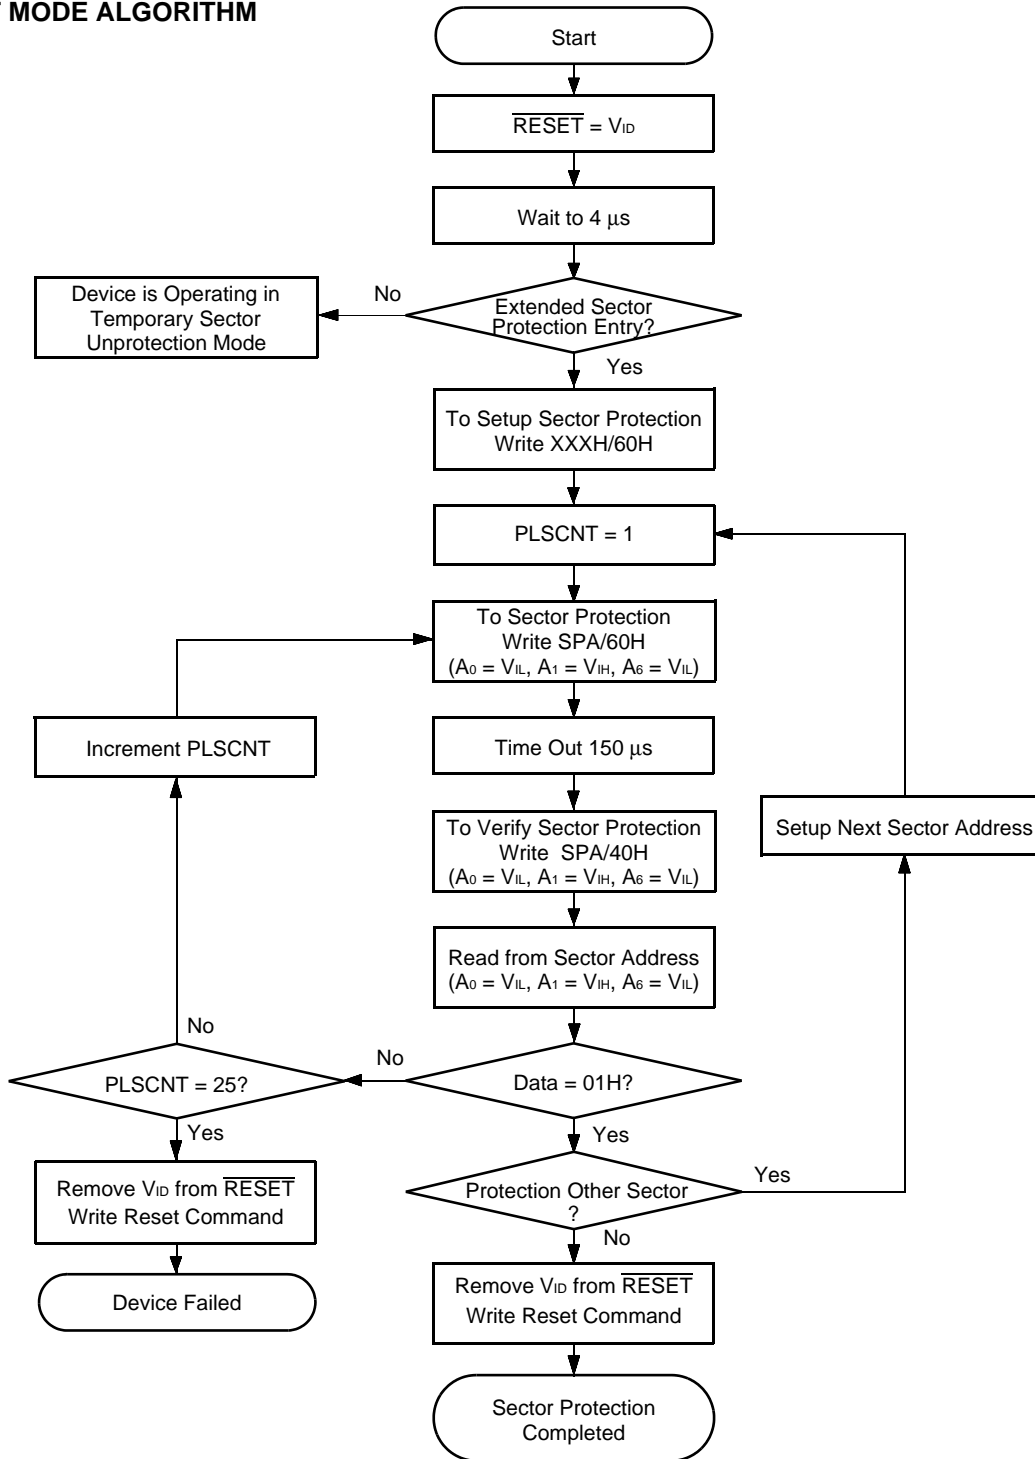 MODE ALGORITHM
Start
RESET = VID
Wait to 4 μs
Extended Sector
Protection Entry?
No
Device is Operating in
Temporary Sector
Unprotection Mode
Yes
To Setup Sector Protection
Write XXXH/60H
PLSCNT = 1
To Sector Protection
Write SPA/60H
(A0 = VIL, A1 = VIH, A6 = VIL)
Increment PLSCNT
Time Out 150 μs
To Verify Sector Protection
Write SPA/40H
(A0 = VIL, A1 = VIH, A6 = VIL)
Setup Next Sector Address
Read from Sector Address
(A0 = VIL, A1 = VIH, A6 = VIL)
No
PLSCNT = 25?
No
Data = 01H?
Yes
Yes
Remove VID from RESET
Write Reset Command
Protection Other Sector
?
Yes
No
Device Failed
Remove VID from RESET
Write Reset Command
Sector Protection
Completed